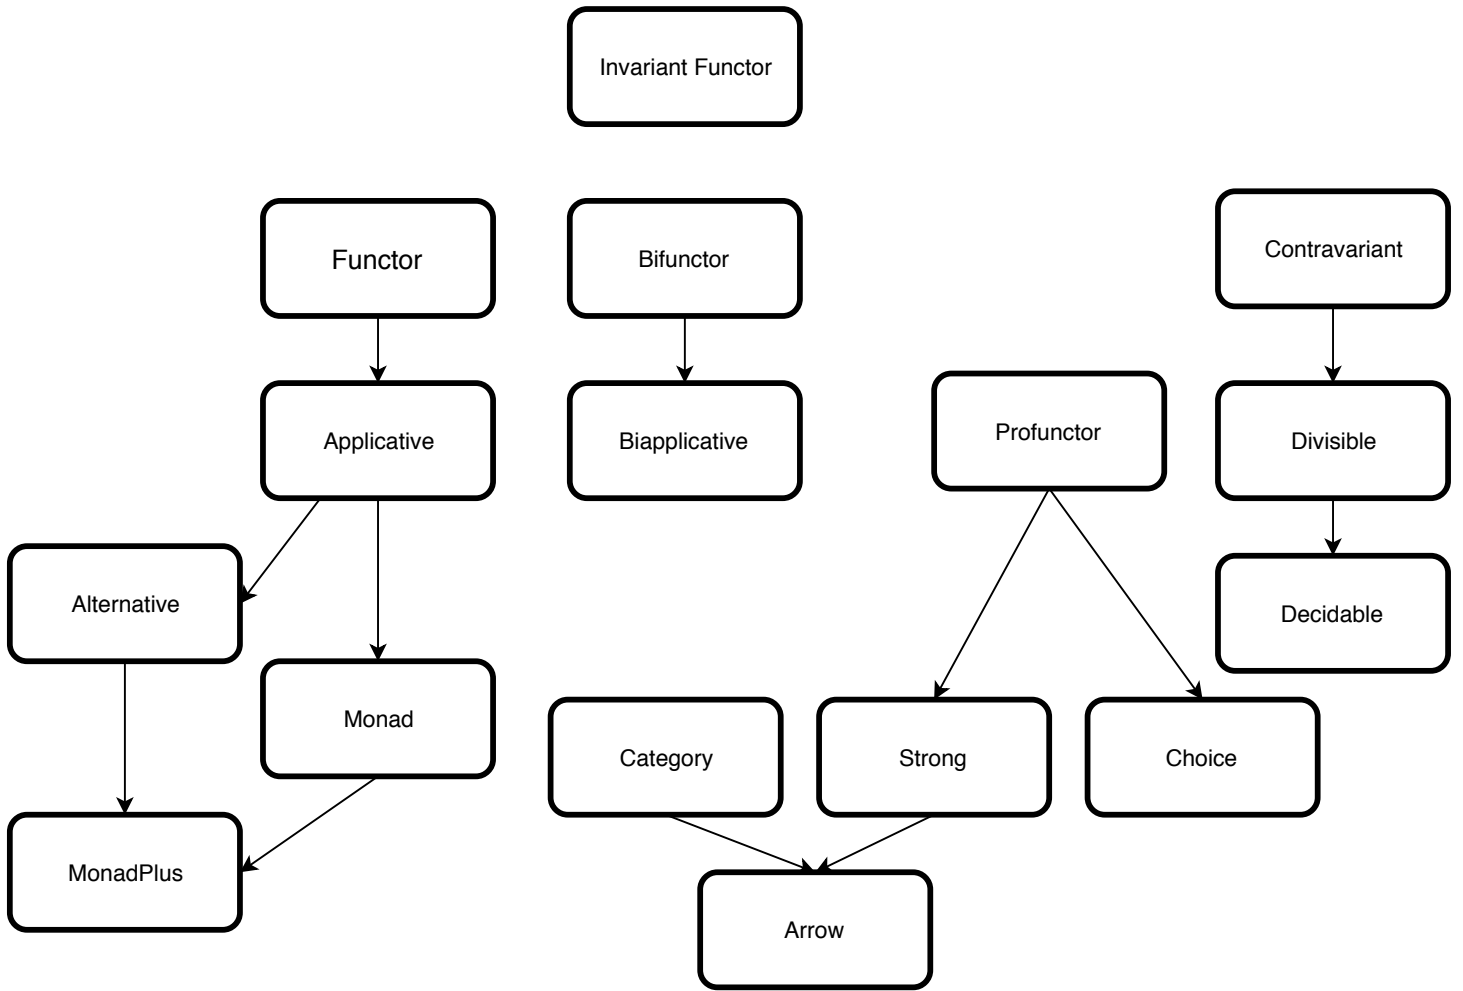 Invariant Functor
Functor
Bifunctor
Contravariant
Applicative
Biapplicative
Profunctor
Divisible
Alternative
Decidable
Monad
Category
Strong
Choice
MonadPlus
Arrow